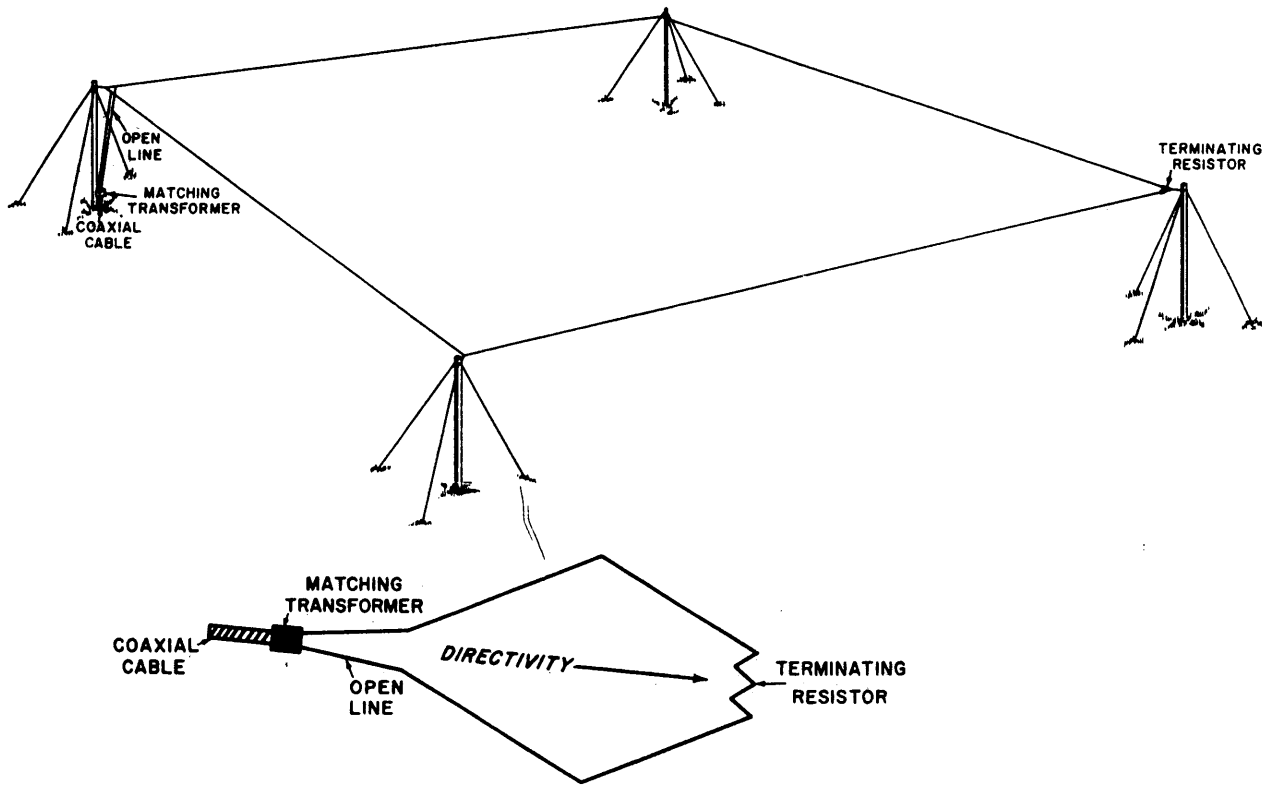 OPEN
LINE
TERMINATING
RESISTOR
MATCHING
TRANSFORMER
COAXIAL
CABLE
MATCHING
TRANSFORMER
COAXIAL
CABLE
DIRECTIVITY
OPEN
LINE
TERMINATING
RESISTOR